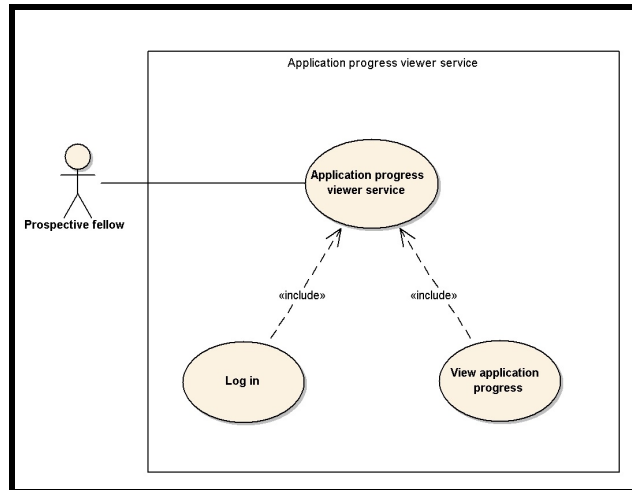 Application progress viewer service
Application progress
viewer service
Prospective fellow
«include»
«include»
Log in
View application
progress